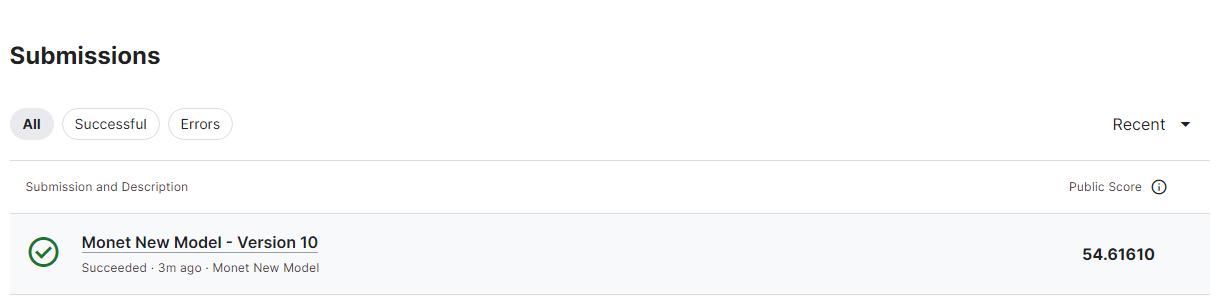 Submissions
All Successful Errors Recent
Submission and Description Public Score
Monet New Model - Version 10
54.61610
Succeeded · 3m ago · Monet New Model